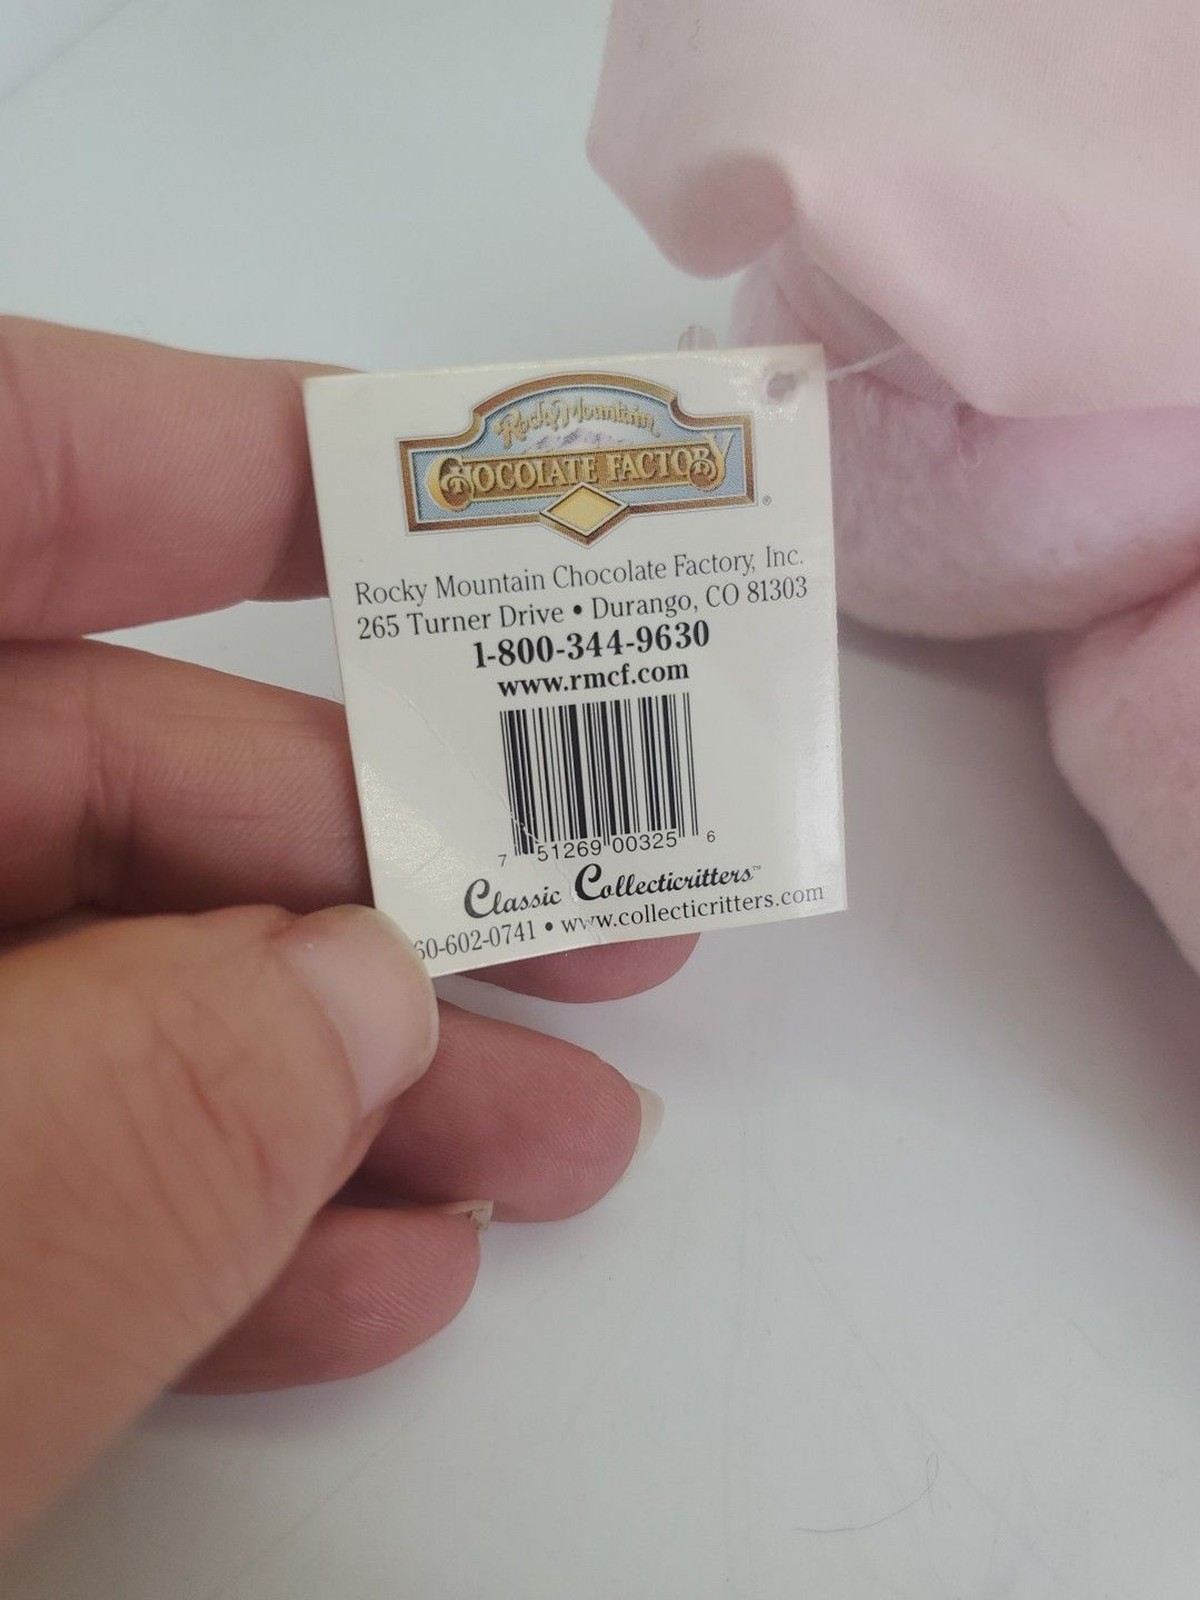 Rocky Mountain
CHOCOLATE FACTORY
®
Rocky Mountain Chocolate Factory, Inc.
265 Turner Drive • Durango, CO 81303
1-800-344-9630
www.rmcf.com
7 51269 00325 6
Classic Collecticritters™
60-602-0741 • www.collecticritters.com